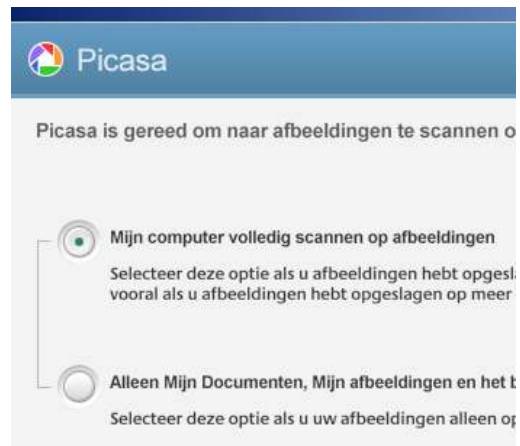 Picasa
Picasa is gereed om naar afbeeldingen te scannen o
Mijn computer volledig scannen op afbeeldingen
Selecteer deze optie als u afbeeldingen hebt opgesl
vooral als u afbeeldingen hebt opgeslagen op meer
Alleen Mijn Documenten, Mijn afbeeldingen en het b
Selecteer deze optie als u uw afbeeldingen alleen op